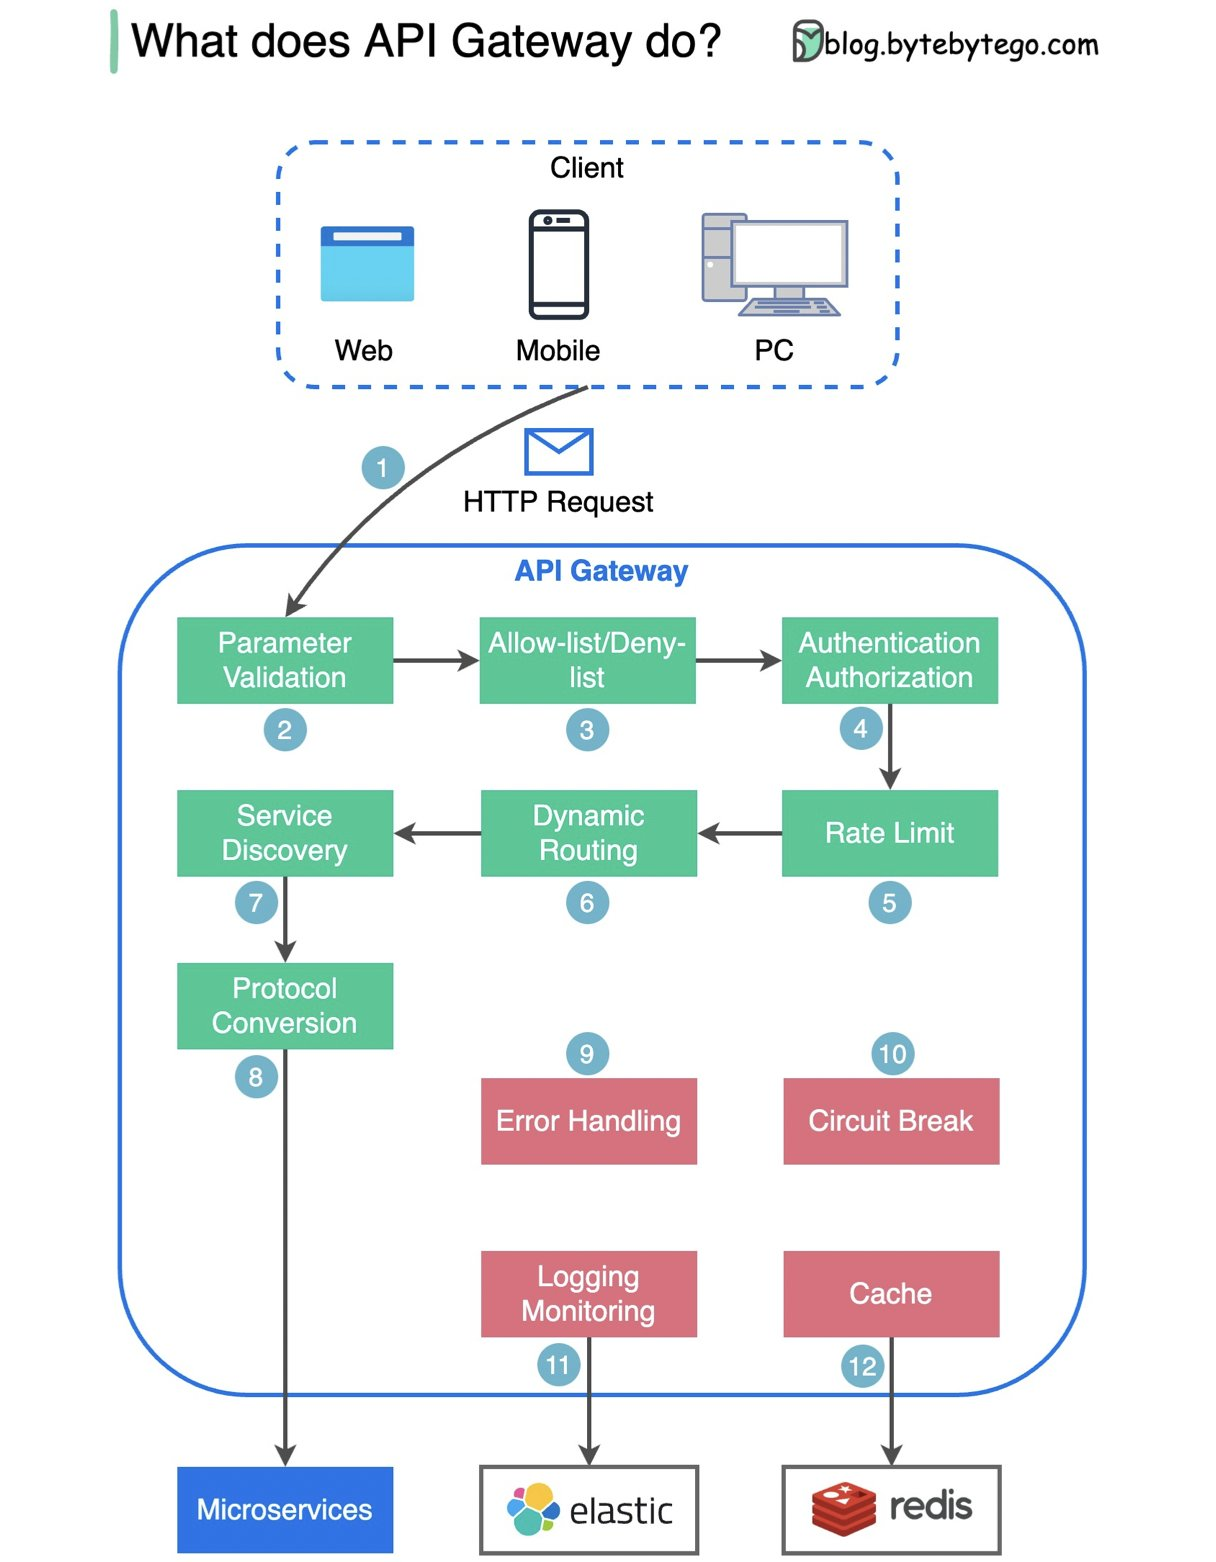 What does API Gateway do?
blog.bytebytego.com
Client
Web
Mobile
PC
1
HTTP Request
API Gateway
Parameter
Validation
Allow-list/Deny-
list
Authentication
Authorization
2
3
4
Service
Discovery
Dynamic
Routing
Rate Limit
7
6
5
Protocol
Conversion
8
9
10
Error Handling
Circuit Break
Logging
Monitoring
Cache
11
12
Microservices
elastic
redis